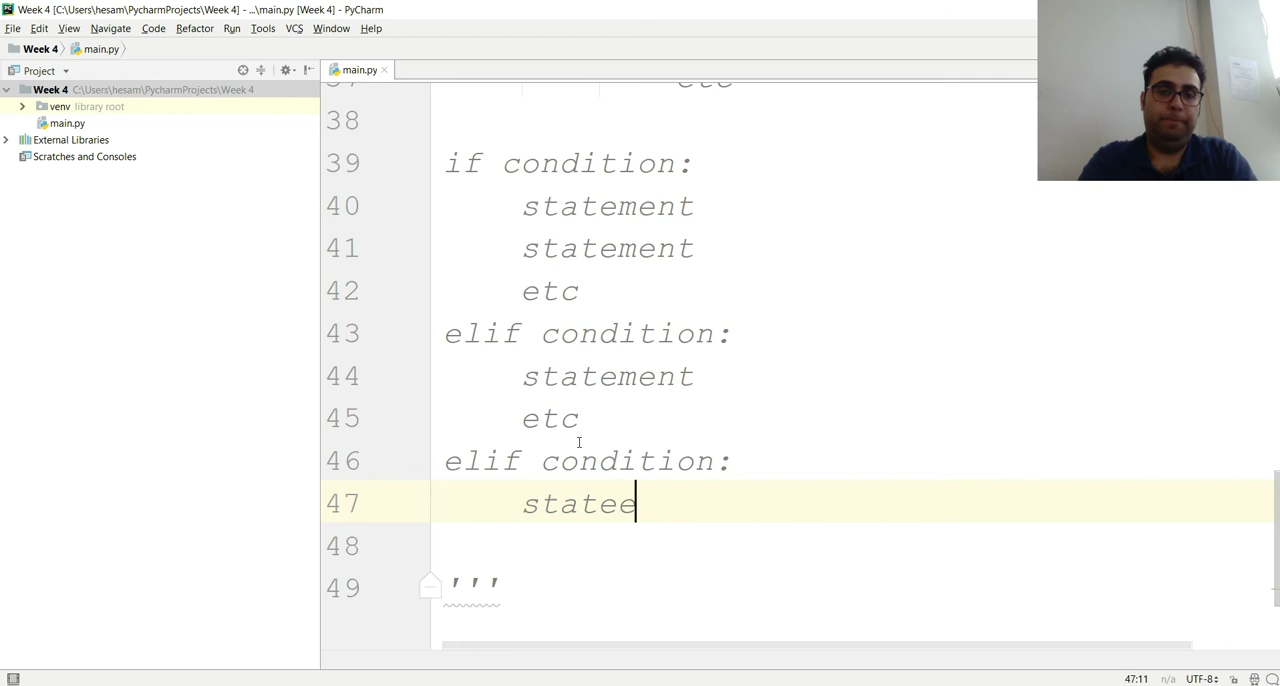 Week 4 [C:\Users\hesam\PycharmProjects\Week 4] - ...\main.py [Week 4] - PyCharm
File Edit View Navigate Code Refactor Run Tools VCS Window Help
Week 4 main.py
Project
main.py
Week 4 C:\Users\hesam\PycharmProjects\Week 4
venv library root
main.py
External Libraries
Scratches and Consoles
37 etc
38
39 if condition:
40 statement
41 statement
42 etc
43 elif condition:
44 statement
45 etc
46 elif condition:
47 statee
48
49 '''
47:11 n/a UTF-8